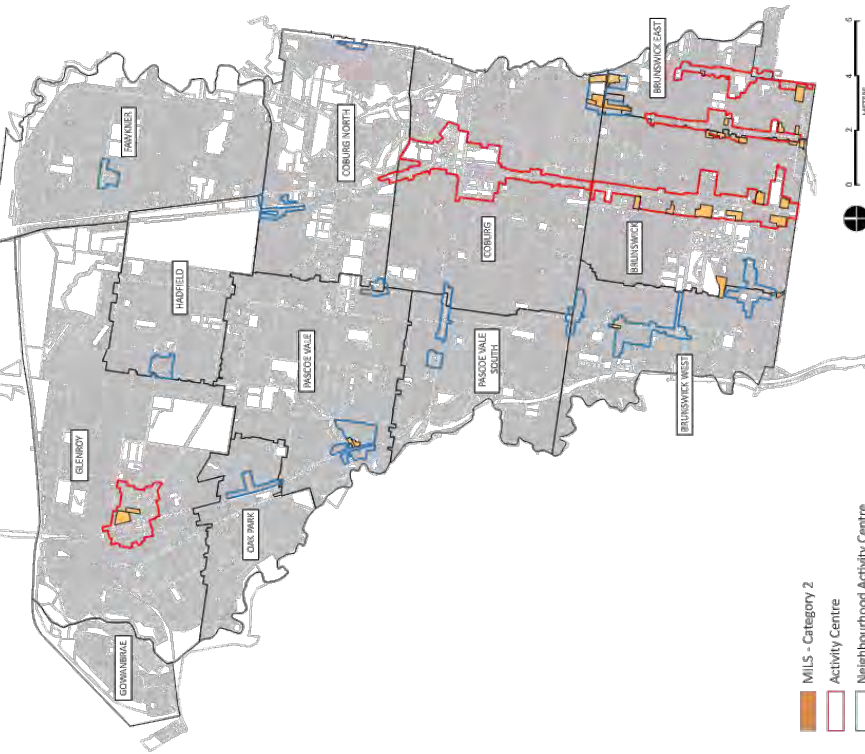 FAWKNER
GLENROY
HADFIELD
GOWANBRAE
COBURG NORTH
PASCOE VALE
OAK PARK
COBURG
PASCOE VALE
SOUTH
BRUNSWICK EAST
BRUNSWICK
BRUNSWICK WEST
MILS - Category 2
Activity Centre
Neighbourhood Activity Centre
0 2 4 6